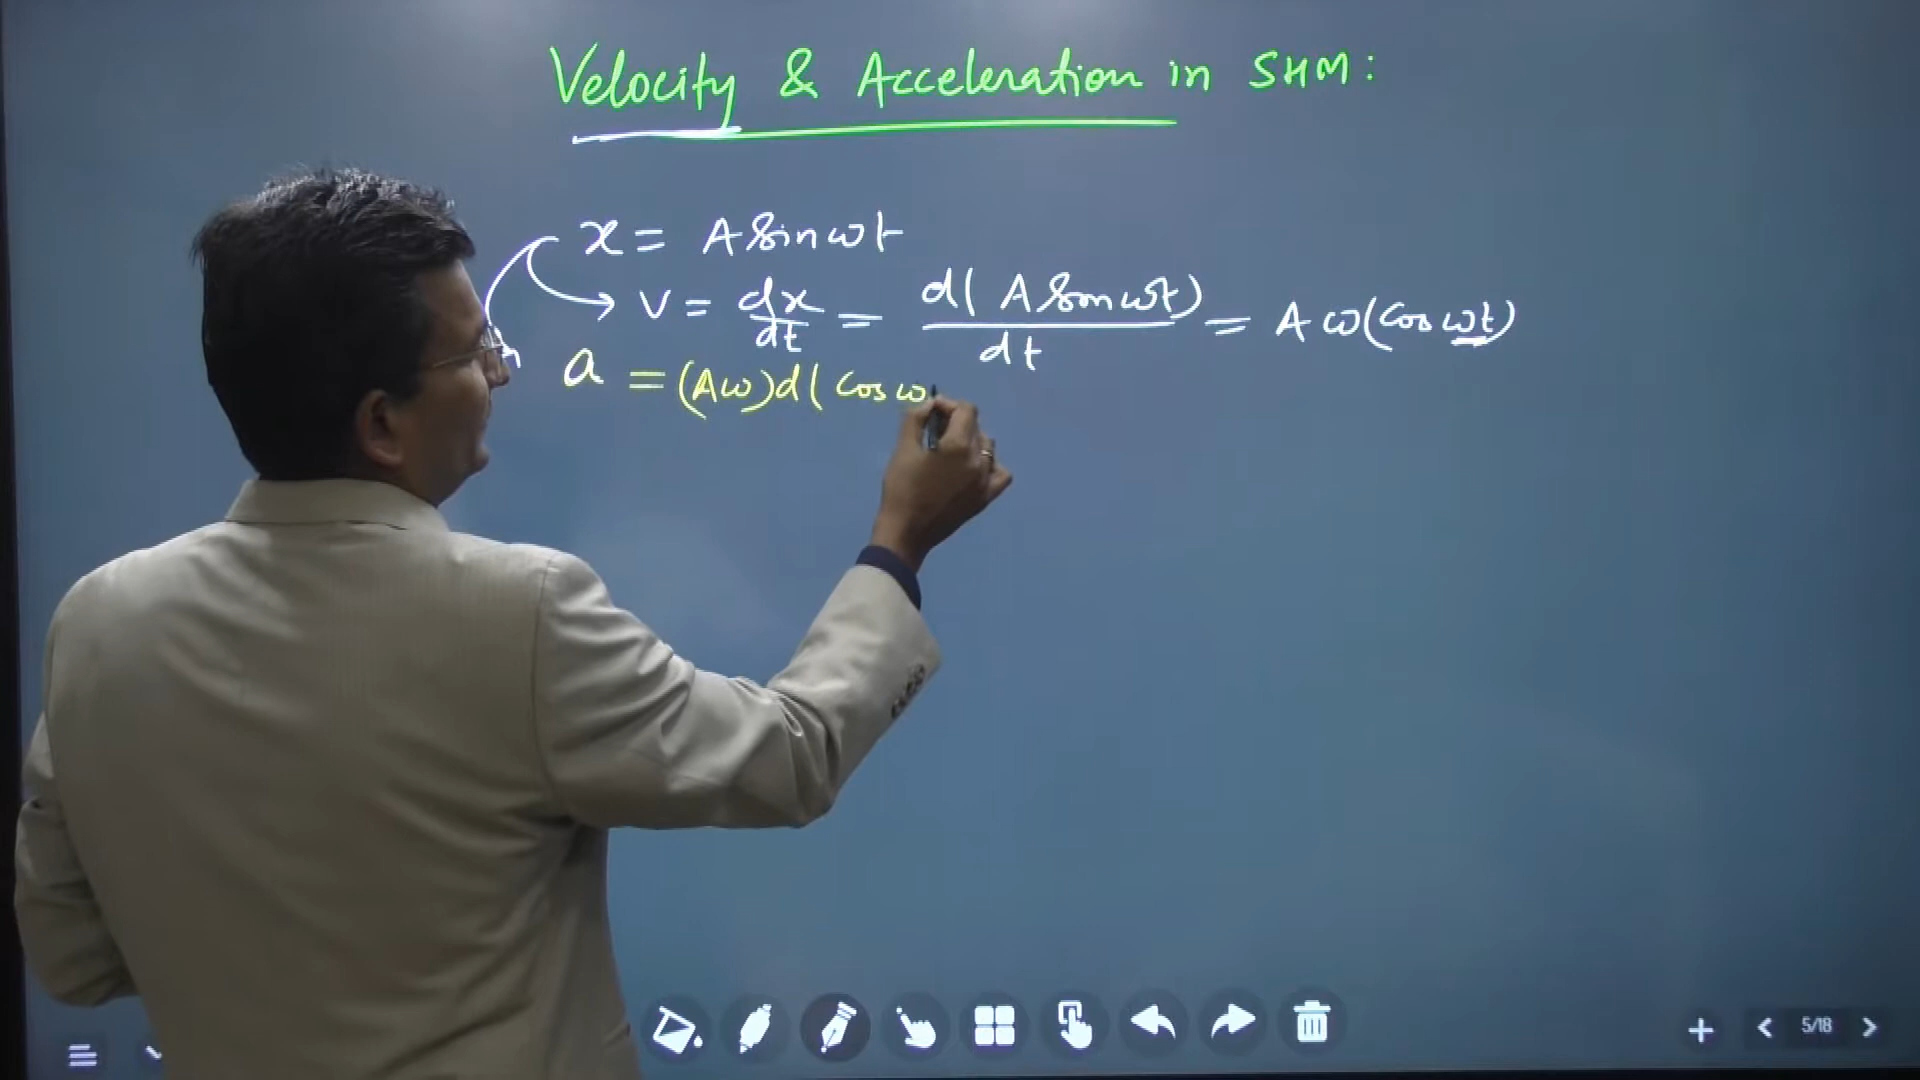 Velocity & Acceleration in SHM:
x = A sin ωt
v = dx/dt = d(A sin ωt)/dt = Aω(cos ωt)
a = (Aω)d(cos ω
5/18